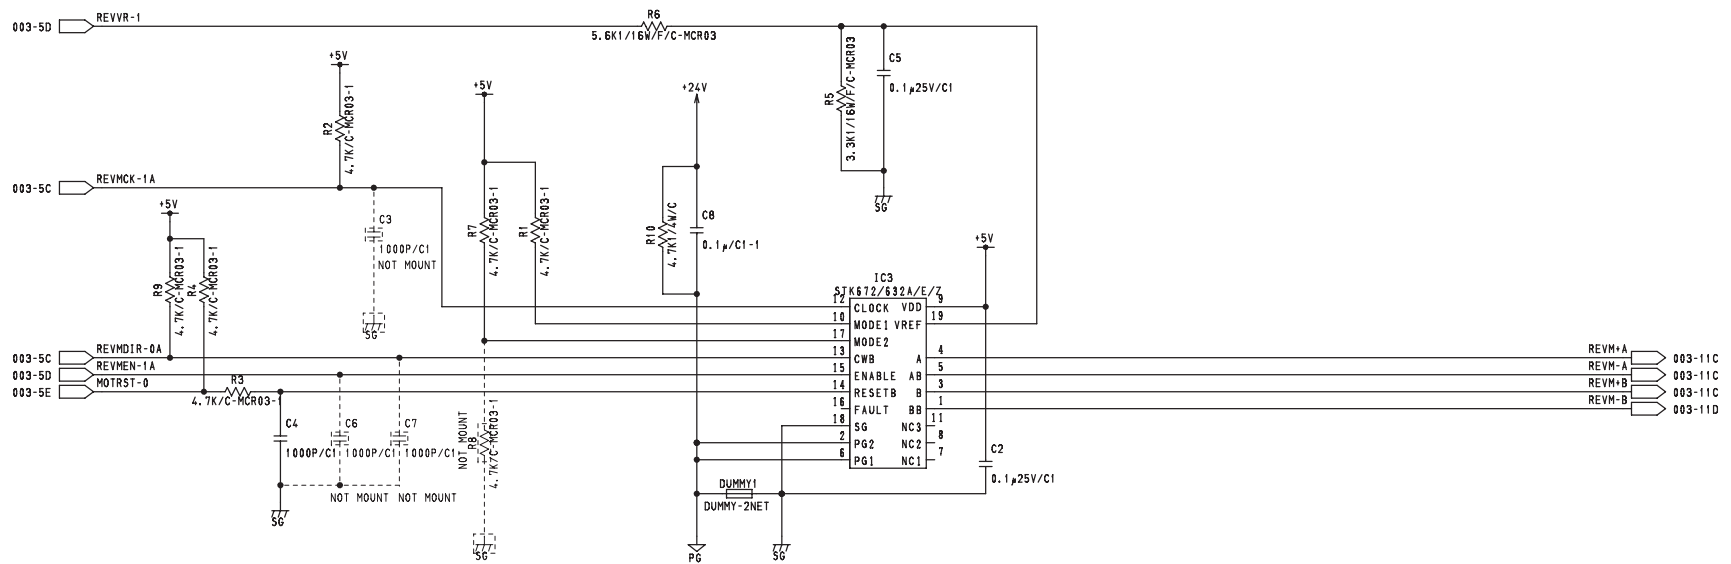 003-5D
REVVR-1
R6
5.6K1/16W/F/C-MCR03
+5V
R2
4.7K/C-MCR03-1
+5V
+24V
R5
3.3K1/16W/F/C-MCR03
C5
0.1μ25V/C1
SG
003-5C
REVMCK-1A
+5V
C3
1000P/C1
NOT MOUNT
SG
R9
4.7K/C-MCR03-1
R4
4.7K/C-MCR03-1
R7
4.7K/C-MCR03-1
R1
4.7K/C-MCR03-1
R10
4.7K1/4W/C
C8
0.1μ/C1-1
+5V
IC3
STK672/632A/E/Z
12 CLOCK VDD 9
10 MODE1 VREF 19
17 MODE2
13 CWB A 4
15 ENABLE AB 5
14 RESETB B 3
16 FAULT BB 1
18 SG NC3 11
2 PG2 NC2 8
6 PG1 NC1 7
003-5C
REVMDIR-0A
003-5D
REVMEN-1A
003-5E
MOTRST-0
R3
4.7K/C-MCR03-1
REVM+A
003-11C
REVM-A
003-11C
REVM+B
003-11C
REVM-B
003-11D
C4
1000P/C1
C6
1000P/C1
C7
1000P/C1
NOT MOUNT
NOT MOUNT
SG
NOT MOUNT
R8
4.7K/C-MCR03-1
SG
C2
0.1μ25V/C1
DUMMY1
DUMMY-2NET
PG
SG